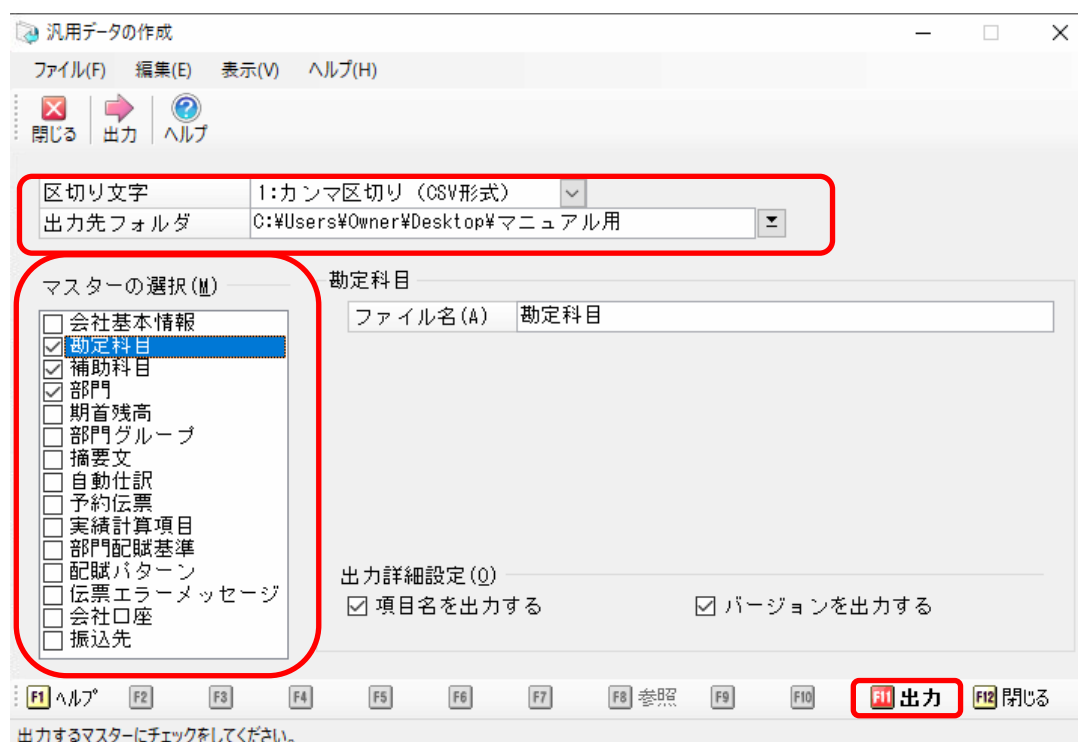 汎用データの作成
ファイル(F) 編集(E) 表示(V) ヘルプ(H)
閉じる 出力 ヘルプ
区切り文字 1:カンマ区切り (CSV形式)
出力先フォルダ C:¥Users¥Owner¥Desktop¥マニュアル用
マスターの選択(M)
会社基本情報
勘定科目
補助科目
部門
期首残高
部門グループ
摘要文
自動仕訳
予約伝票
実績計算項目
部門配賦基準
配賦パターン
伝票エラーメッセージ
会社口座
振込先
勘定科目
ファイル名(A) 勘定科目
出力詳細設定(O)
項目名を出力する バージョンを出力する
F1 ヘルプ F2 F3 F4 F5 F6 F7 F8 参照 F9 F10 F11 出力 F12 閉じる
出力するマスターにチェックをしてください。